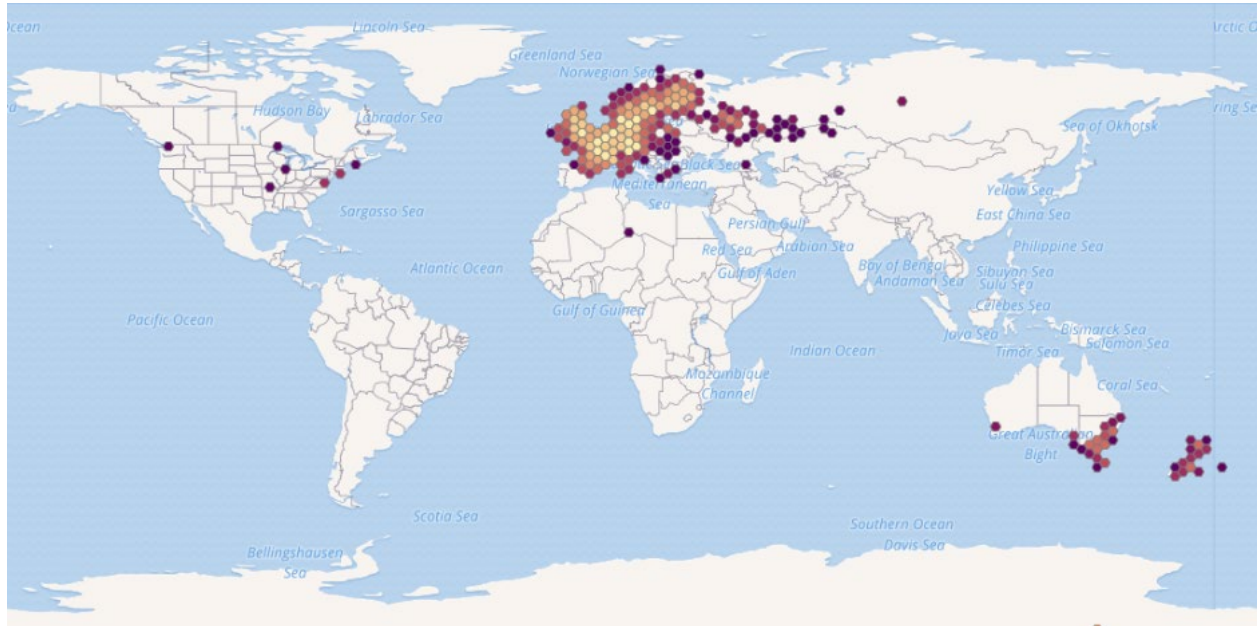 Ocean
Lincoln Sea
Arctic O
Greenland Sea
Norwegian Sea
Hudson Bay
Labrador Sea
ring Sea
Sea of Okhotsk
Black Sea
Mediterranean
Sea
Yellow Sea
Sargasso Sea
East China Sea
Persian Gulf
Red Sea
Arabian Sea
Philippine Sea
Atlantic Ocean
Gulf of Aden
Bay of Bengal
Andaman Sea
Sibuyan Sea
Sulu Sea
Gulf of Guinea
Celebes Sea
Pacific Ocean
Java Sea
Bismarck Sea
Solomon Sea
Indian Ocean
Timor Sea
Mozambique
Channel
Coral Sea
Great Australian
Bight
Scotia Sea
Southern Ocean
Davis Sea
Bellingshausen
Sea